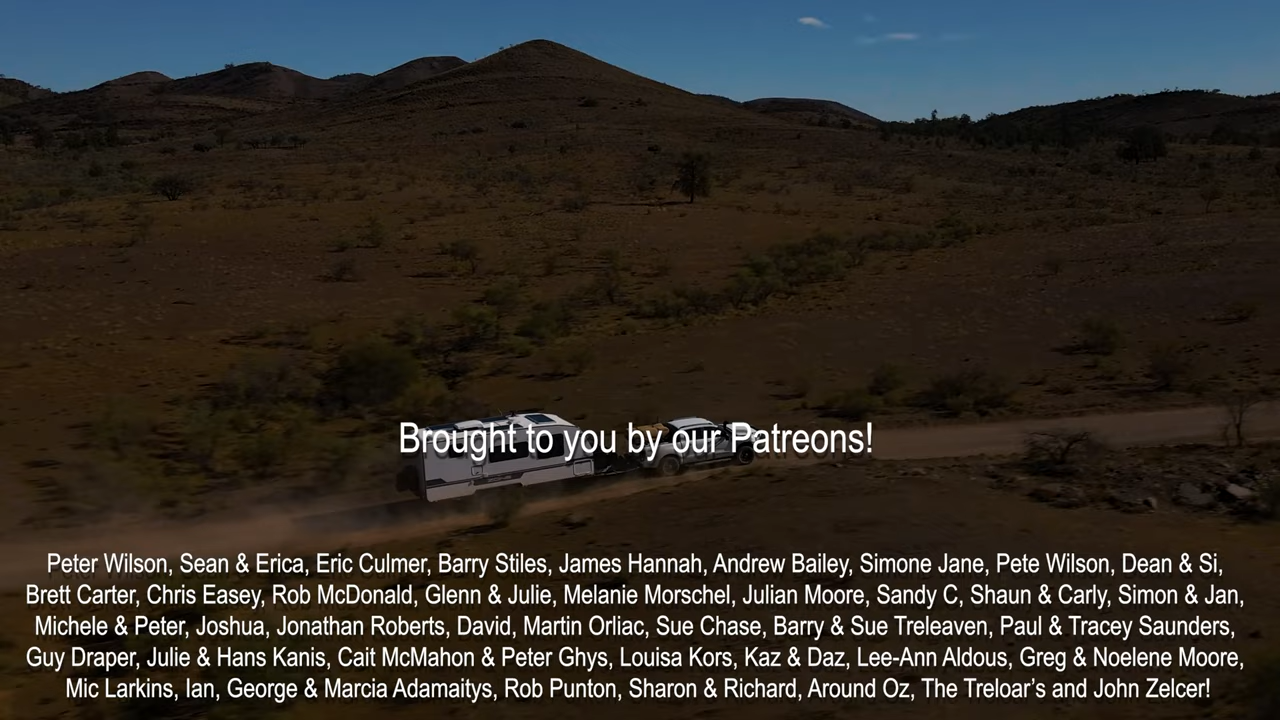 Brought to you by our Patreons!
Peter Wilson, Sean & Erica, Eric Culmer, Barry Stiles, James Hannah, Andrew Bailey, Simone Jane, Pete Wilson, Dean & Si,
Brett Carter, Chris Easey, Rob McDonald, Glenn & Julie, Melanie Morschel, Julian Moore, Sandy C, Shaun & Carly, Simon & Jan,
Michele & Peter, Joshua, Jonathan Roberts, David, Martin Orliac, Sue Chase, Barry & Sue Treleaven, Paul & Tracey Saunders,
Guy Draper, Julie & Hans Kanis, Cait McMahon & Peter Ghys, Louisa Kors, Kaz & Daz, Lee-Ann Aldous, Greg & Noelene Moore,
Mic Larkins, Ian, George & Marcia Adamaitys, Rob Punton, Sharon & Richard, Around Oz, The Treloar’s and John Zelcer!